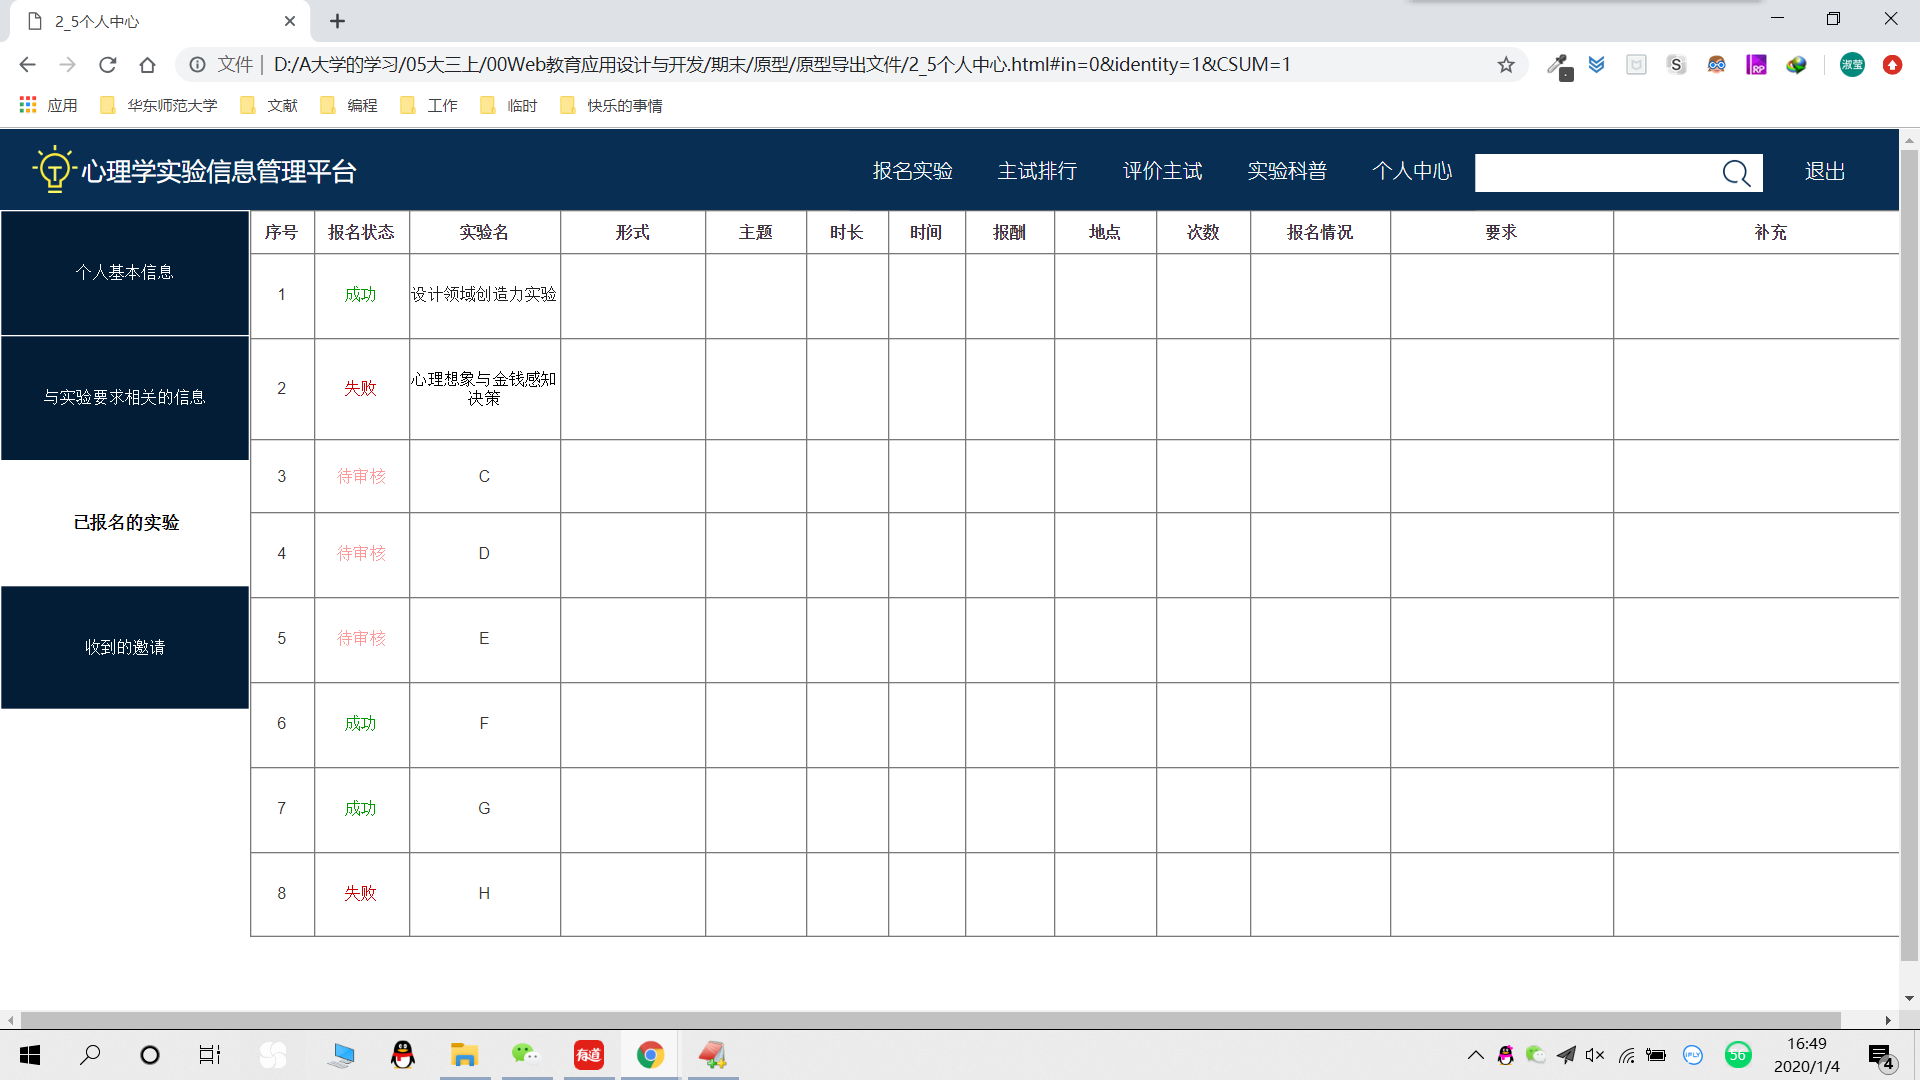 2_5个人中心
文件 | D:/A大学的学习/05大三上/00Web教育应用设计与开发/期末/原型/原型导出文件/2_5个人中心.html#in=0&identity=1&CSUM=1
淑莹
应用 华东师范大学 文献 编程 工作 临时 快乐的事情
心理学实验信息管理平台 报名实验 主试排行 评价主试 实验科普 个人中心 退出
个人基本信息
与实验要求相关的信息
已报名的实验
收到的邀请
序号 报名状态 实验名 形式 主题 时长 时间 报酬 地点 次数 报名情况 要求 补充
1 成功 设计领域创造力实验
2 失败 心理想象与金钱感知
决策
3 待审核 C
4 待审核 D
5 待审核 E
6 成功 F
7 成功 G
8 失败 H
有道
56
16:49
2020/1/4
4